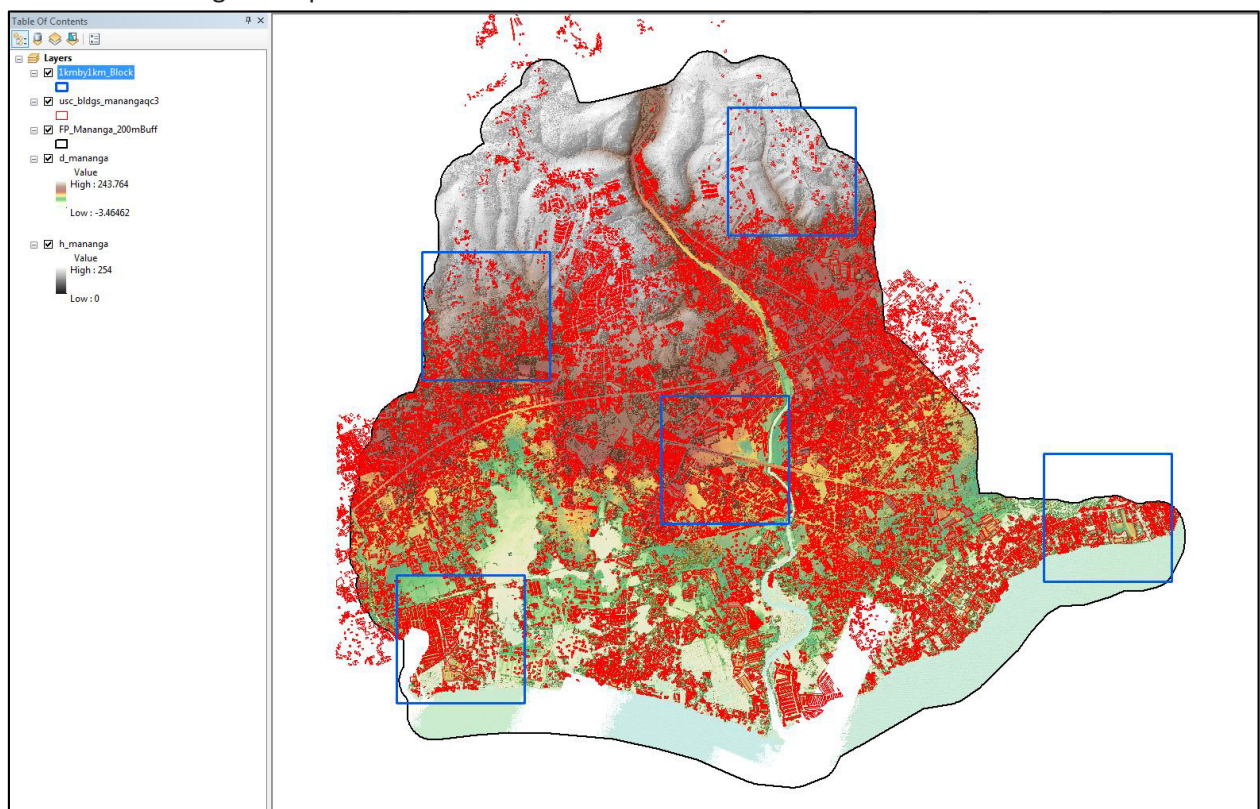 Table Of Contents
Layers
1kmby1km_Block
usc_bldgs_manangaqc3
FP_Mananga_200mBuff
d_mananga
Value
High : 243.764
Low : -3.46462
h_mananga
Value
High : 254
Low : 0